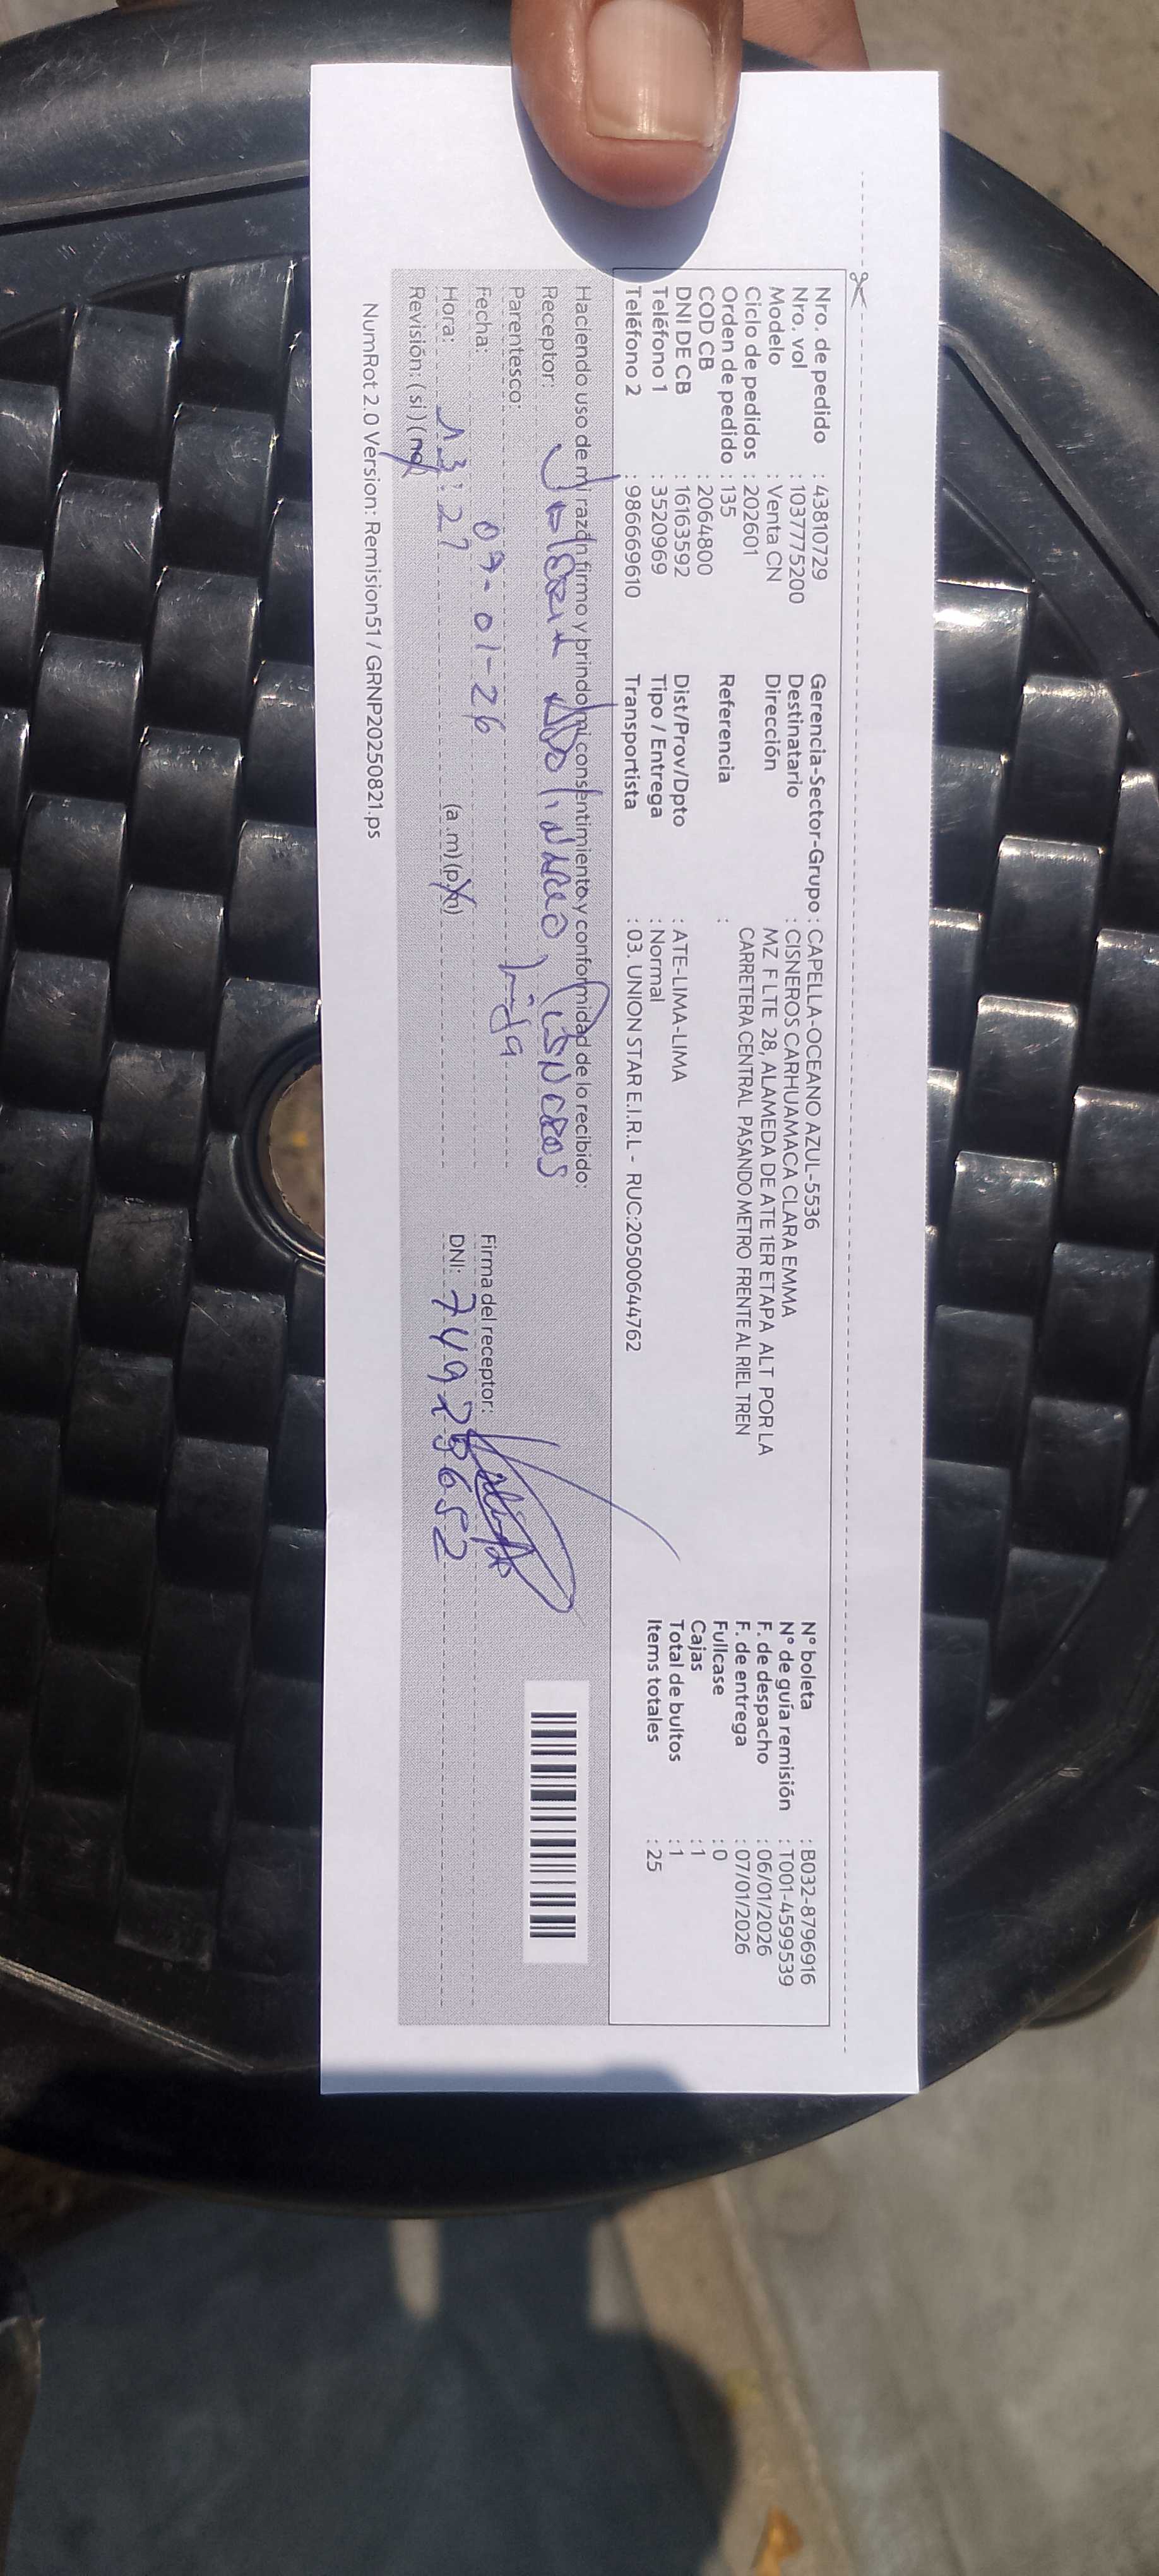 Nro. de pedido : 43810729
Nro. vol : 1037775200
Modelo : Venta CN
Ciclo de pedidos : 202601
Orden de pedido : 135
COD CB : 2064800
DNI DE CB : 16163592
Teléfono 1 : 3520969
Teléfono 2 : 986669610
Gerencia-Sector-Grupo : CAPELLA-OCEANO AZUL-5536
Destinatario : CISNEROS CARHUAMACA CLARA EMMA
Dirección MZ F LTE 28, ALAMEDA DE ATE 1ER ETAPA ALT POR LA
CARRETERA CENTRAL PASANDO METRO FRENTE AL RIEL TREN
Referencia :
Dist/Prov/Dpto : ATE-LIMA-LIMA
Tipo / Entrega : Normal
Transportista : 03. UNION STAR E.I.R.L - RUC:20500644762
N° boleta : B032-8796916
N° de guía remisión : T001-4599539
F. de despacho : 06/01/2026
F. de entrega : 07/01/2026
Fullcase : 0
Cajas : 1
Total de bultos : 1
Items totales : 25
Haciendo uso de mi razón firmo y brindo mi consentimiento y conformidad de lo recibido:
Receptor:
Parentesco: hija
Fecha: 07-01-26
Hora: 13:27 (a.m) (p.m)
Revisión: (si) (no)
Firma del receptor:
DNI:
NumRot 2.0 Version: Remision51 / GRNP20250821.ps